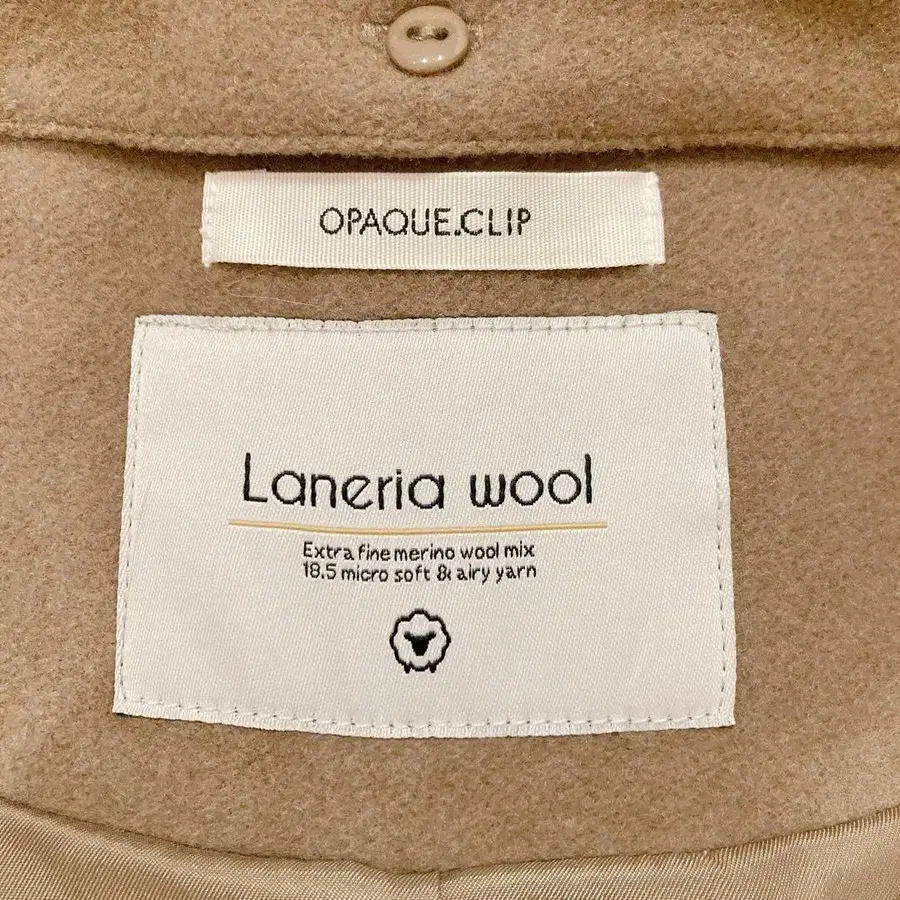 OPAQUE.CLIP
Laneria wool
Extra fine merino wool mix
18.5 micro soft & airy yarn